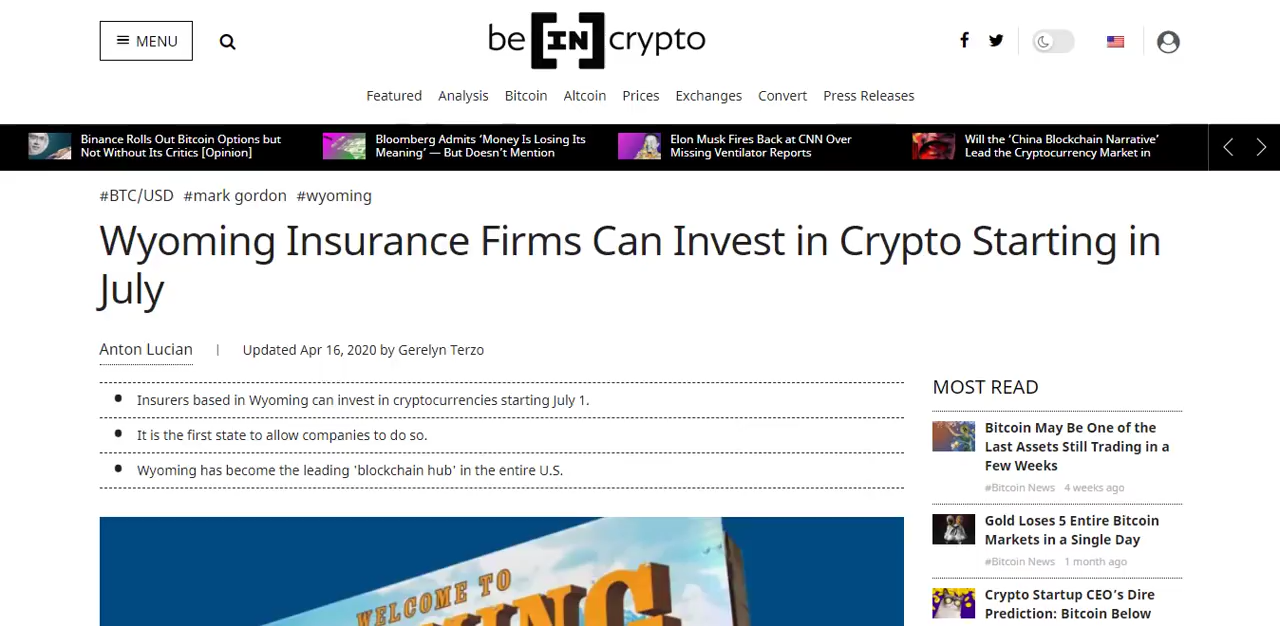 MENU
be [IN] crypto
Featured Analysis Bitcoin Altcoin Prices Exchanges Convert Press Releases
Binance Rolls Out Bitcoin Options but
Not Without Its Critics [Opinion]
Bloomberg Admits ‘Money Is Losing Its
Meaning’ — But Doesn’t Mention
Elon Musk Fires Back at CNN Over
Missing Ventilator Reports
Will the ‘China Blockchain Narrative’
Lead the Cryptocurrency Market in
#BTC/USD #mark gordon #wyoming
Wyoming Insurance Firms Can Invest in Crypto Starting in
July
Anton Lucian | Updated Apr 16, 2020 by Gerelyn Terzo
Insurers based in Wyoming can invest in cryptocurrencies starting July 1.
It is the first state to allow companies to do so.
Wyoming has become the leading 'blockchain hub' in the entire U.S.
WELCOME TO
MING
MOST READ
Bitcoin May Be One of the
Last Assets Still Trading in a
Few Weeks
#Bitcoin News 4 weeks ago
Gold Loses 5 Entire Bitcoin
Markets in a Single Day
#Bitcoin News 1 month ago
Crypto Startup CEO’s Dire
Prediction: Bitcoin Below